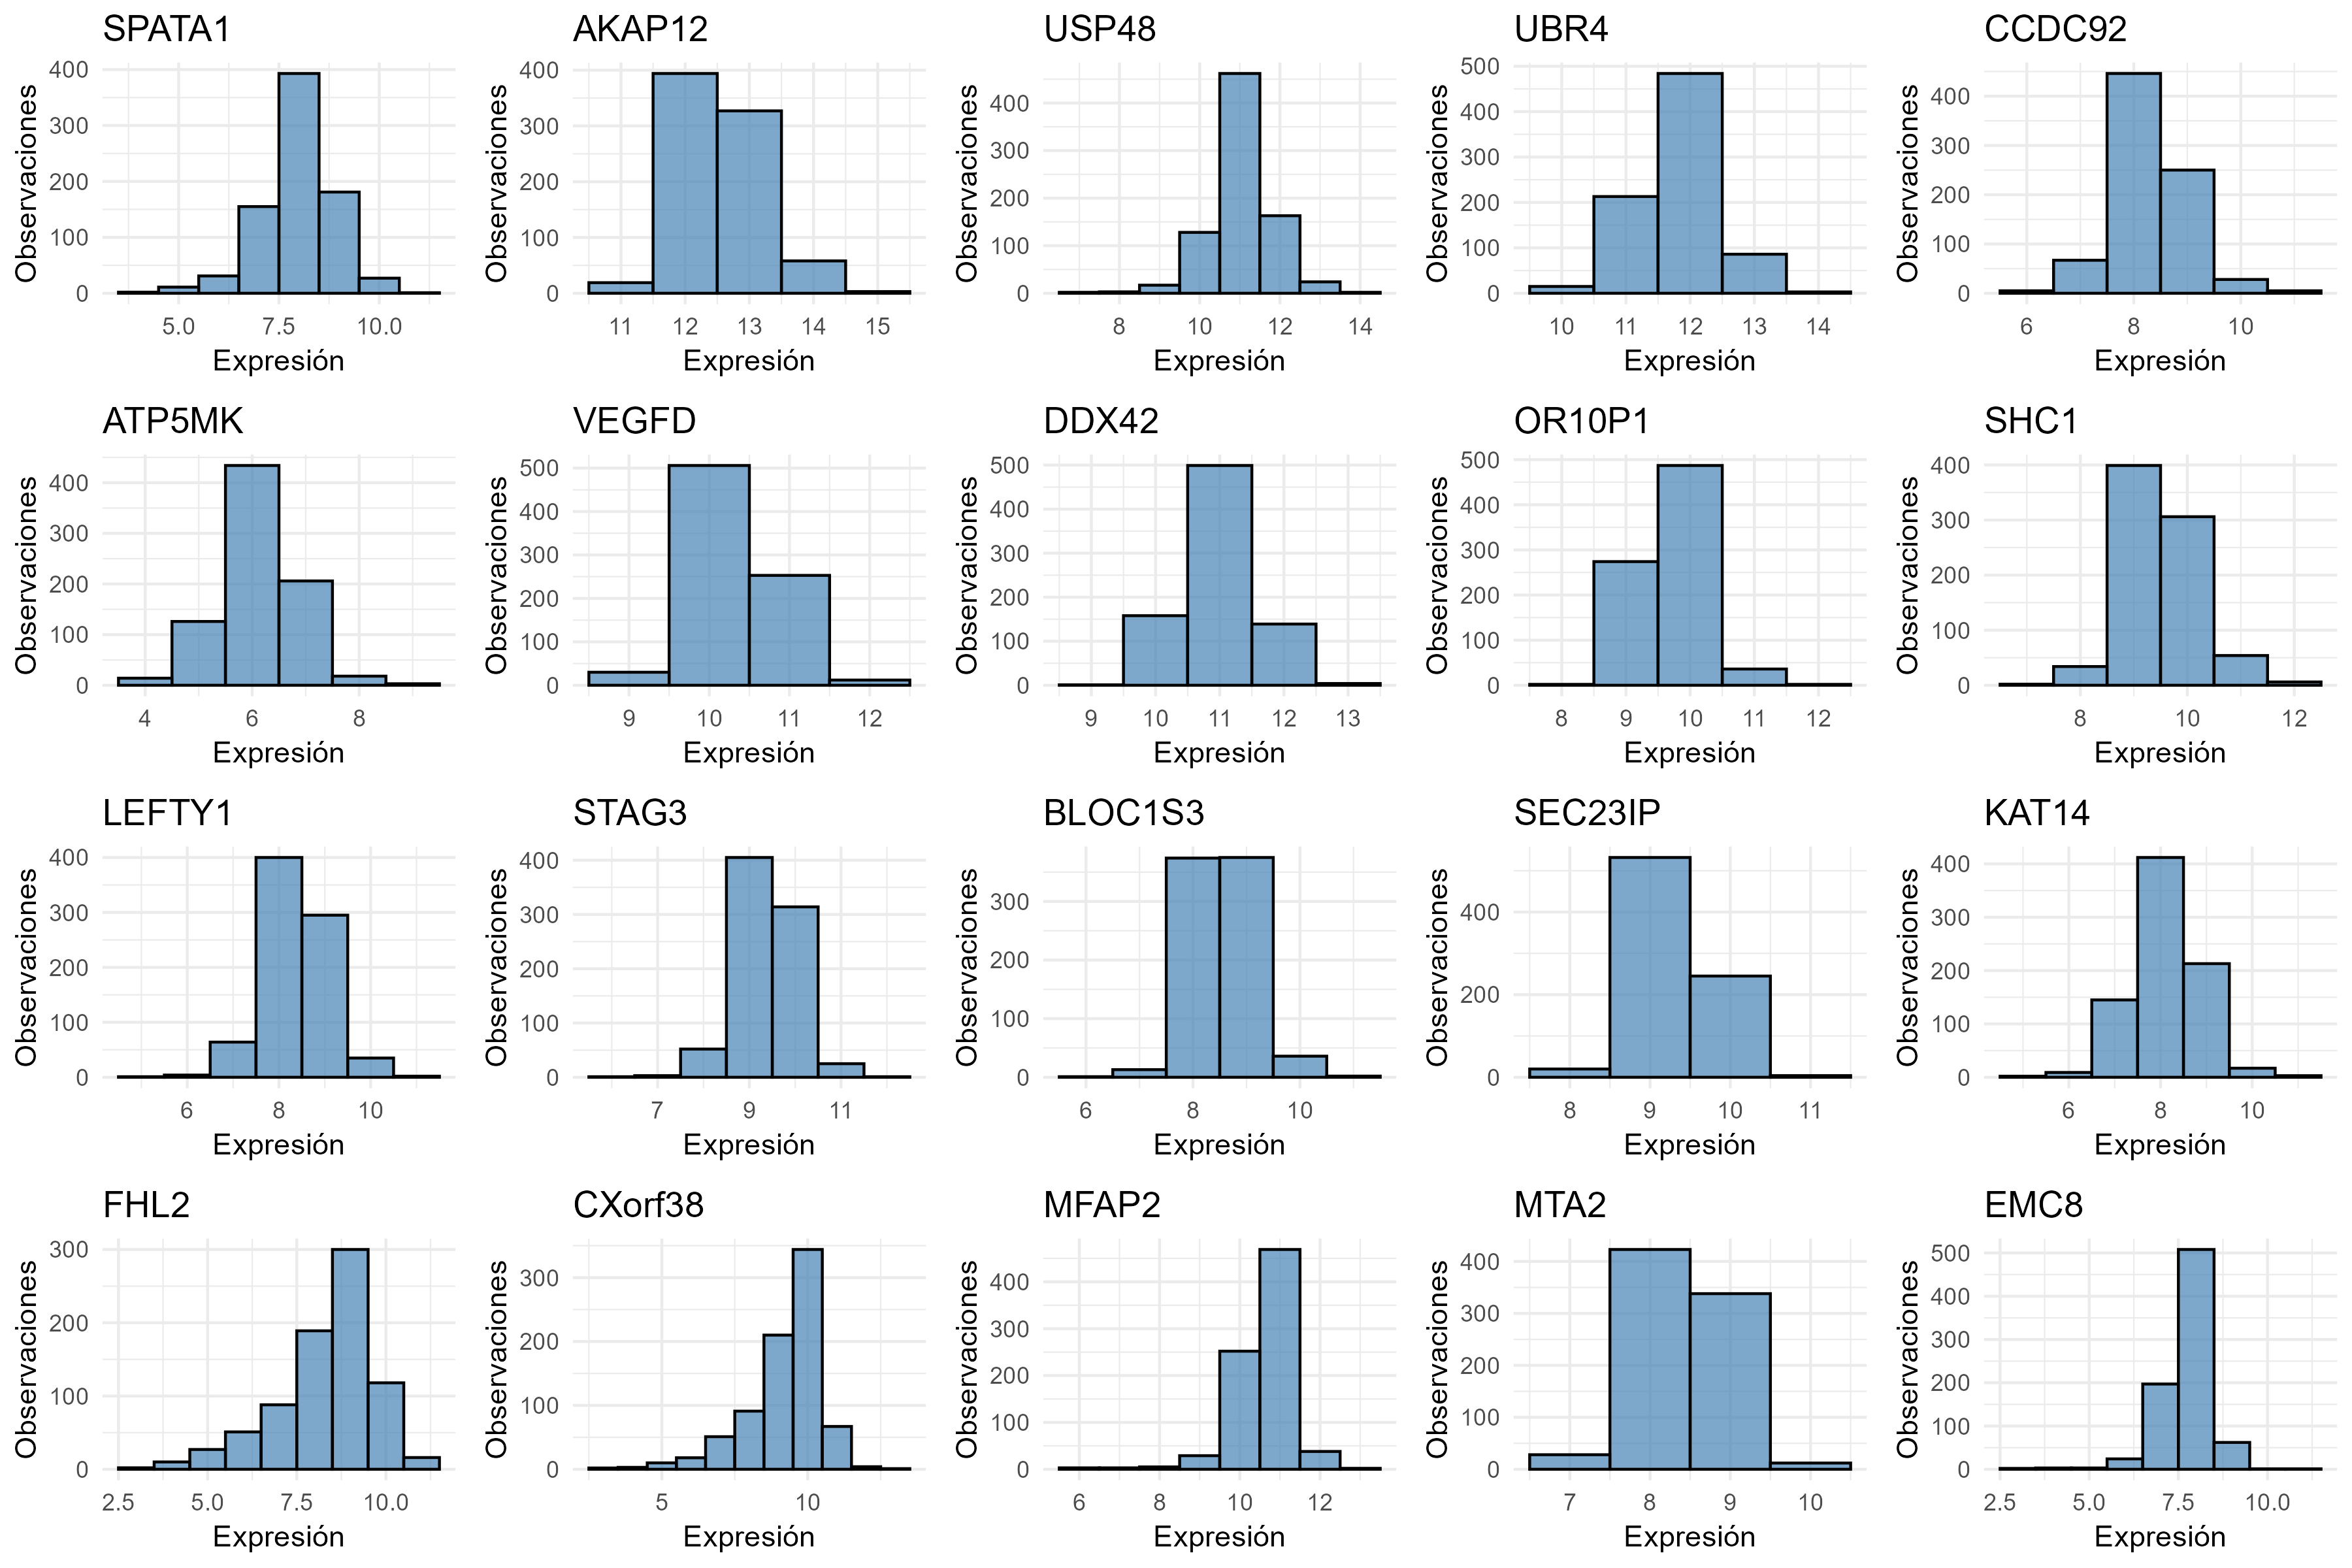 SPATA1 AKAP12 USP48 UBR4 CCDC92
Observaciones 400 300 200 100 0 Observaciones 400 300 200 100 0 Observaciones 400 300 200 100 0 Observaciones 500 400 300 200 100 0 Observaciones 400 300 200 100 0
5.0 7.5 10.0 11 12 13 14 15 8 10 12 14 10 11 12 13 14 6 8 10
Expresión Expresión Expresión Expresión Expresión
ATP5MK VEGFD DDX42 OR10P1 SHC1
Observaciones 400 300 200 100 0 Observaciones 500 400 300 200 100 0 Observaciones 500 400 300 200 100 0 Observaciones 500 400 300 200 100 0 Observaciones 400 300 200 100 0
4 6 8 9 10 11 12 9 10 11 12 13 8 9 10 11 12 8 10 12
Expresión Expresión Expresión Expresión Expresión
LEFTY1 STAG3 BLOC1S3 SEC23IP KAT14
Observaciones 400 300 200 100 0 Observaciones 400 300 200 100 0 Observaciones 300 200 100 0 Observaciones 400 200 0 Observaciones 400 300 200 100 0
6 8 10 7 9 11 6 8 10 8 9 10 11 6 8 10
Expresión Expresión Expresión Expresión Expresión
FHL2 CXorf38 MFAP2 MTA2 EMC8
Observaciones 300 200 100 0 Observaciones 300 200 100 0 Observaciones 400 300 200 100 0 Observaciones 400 300 200 100 0 Observaciones 500 400 300 200 100 0
2.5 5.0 7.5 10.0 5 10 6 8 10 12 7 8 9 10 2.5 5.0 7.5 10.0
Expresión Expresión Expresión Expresión Expresión